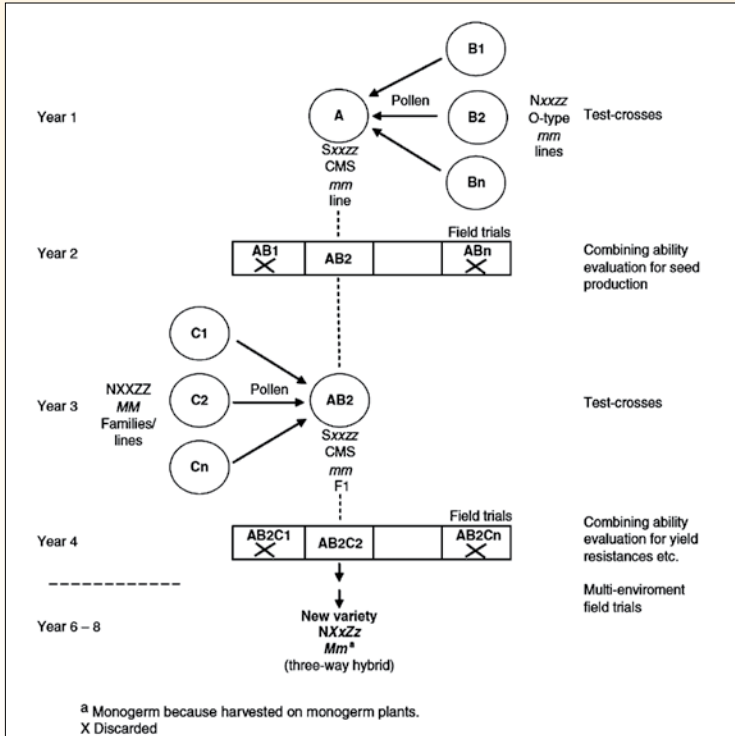 B1
Year 1
A
Pollen
B2
Nxxzz
O-type
mm
lines
Test-crosses
Sxxzz
CMS
mm
line
Bn
Year 2
Field trials
AB1
AB2
ABn
Combining ability
evaluation for seed
production
C1
Year 3
NXXZZ
MM
Families/
lines
C2
Pollen
AB2
Test-crosses
Sxxzz
CMS
mm
F1
Cn
Year 4
Field trials
AB2C1
AB2C2
AB2Cn
Combining ability
evaluation for yield
resistances etc.
Multi-enviroment
field trials
Year 6 – 8
New variety
NXxZz
Mmª
(three-way hybrid)
a Monogerm because harvested on monogerm plants.
X Discarded